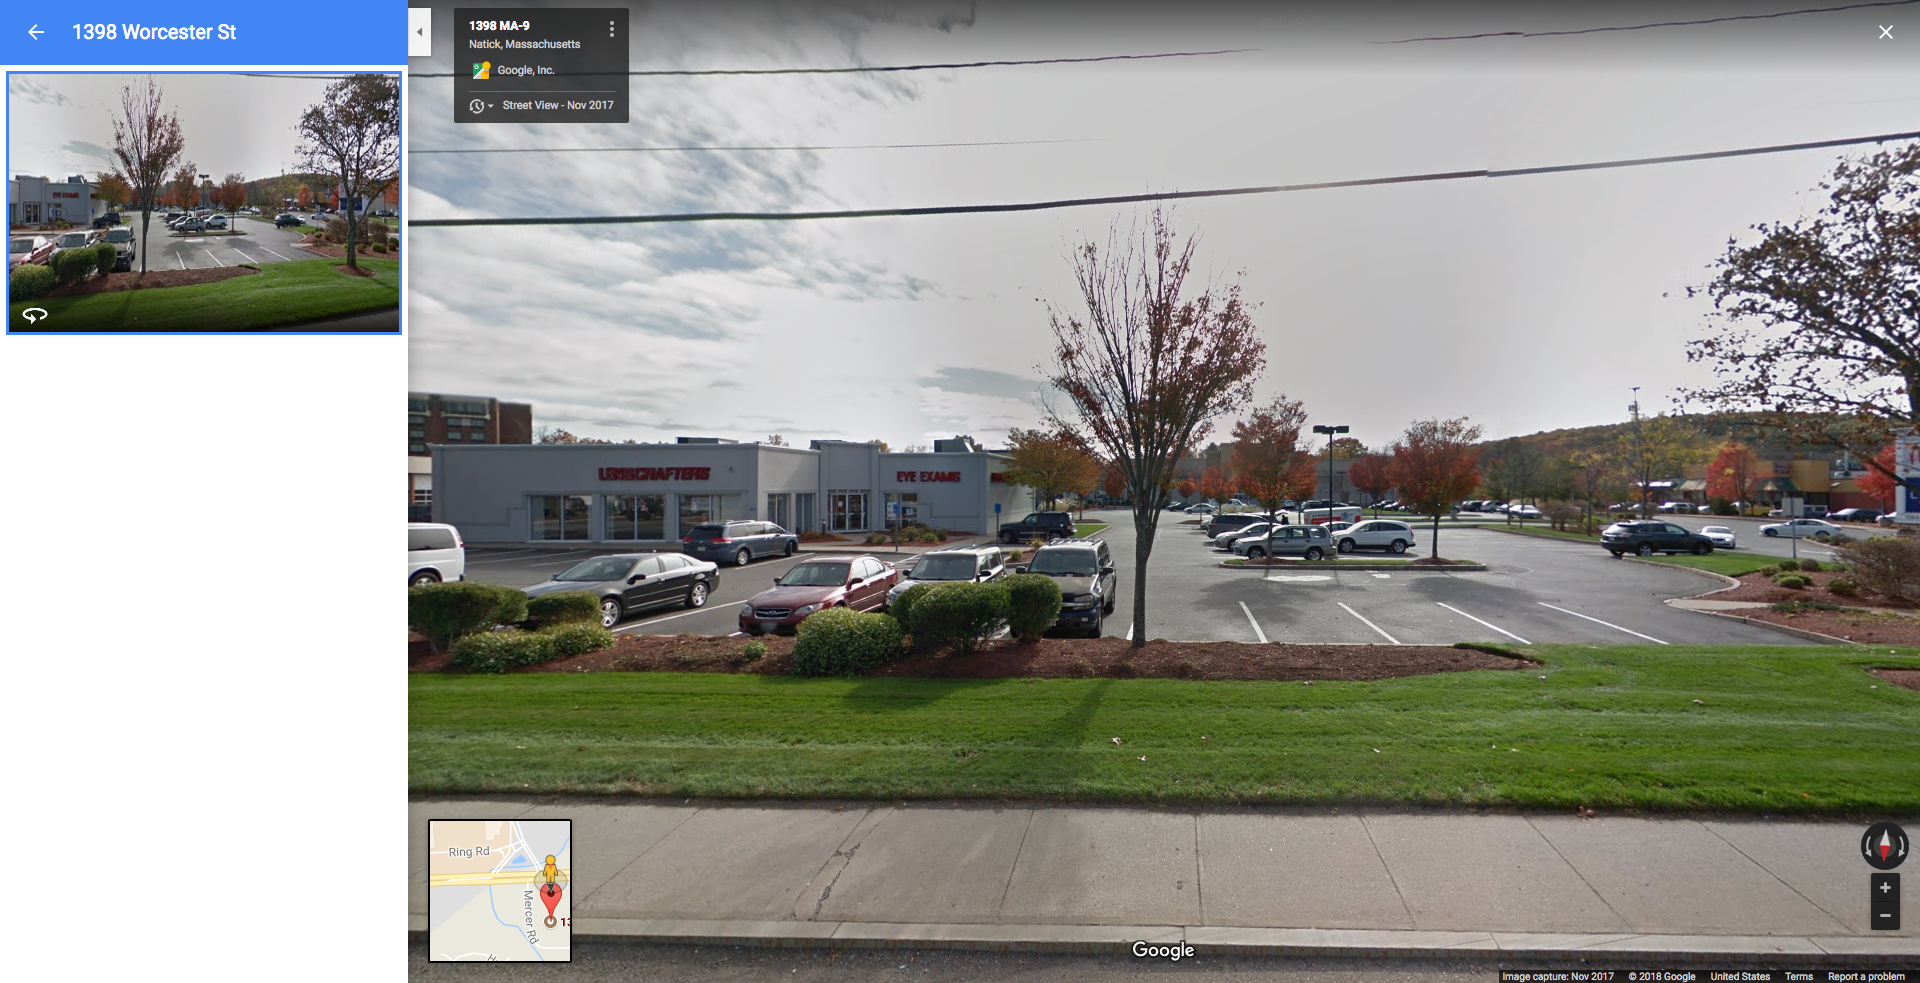 1398 Worcester St
1398 MA-9
Natick, Massachusetts
Google, Inc.
Street View - Nov 2017
LENSCRAFTERS
EYE EXAMS
Ring Rd
Mercer Rd
13
Google
Image capture: Nov 2017 © 2018 Google United States Terms Report a problem